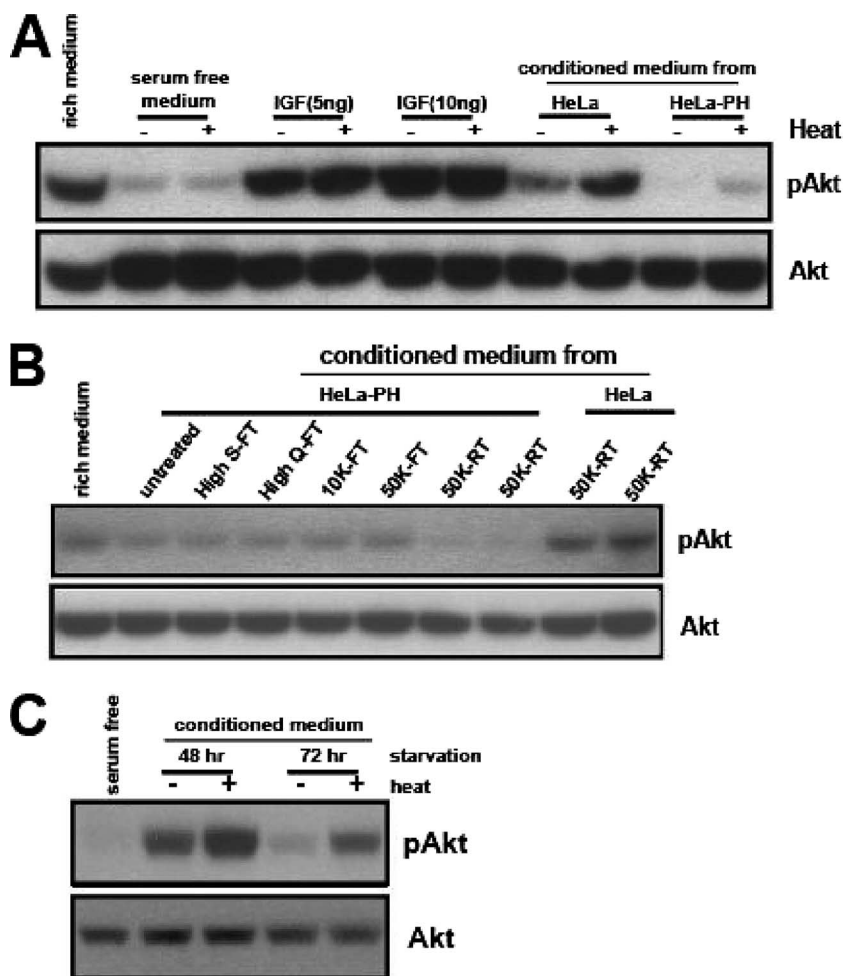 A
rich medium
serum free
medium
IGF(5ng)
IGF(10ng)
conditioned medium from
HeLa
HeLa-PH
- + - + - + - + - + Heat
pAkt
Akt
B
conditioned medium from
HeLa-PH
HeLa
rich medium
untreated
High S-FT
High Q-FT
10K-FT
50K-FT
50K-RT
50K-RT
50K-RT
50K-RT
pAkt
Akt
C
serum free
conditioned medium
48 hr 72 hr starvation
- + - + heat
pAkt
Akt